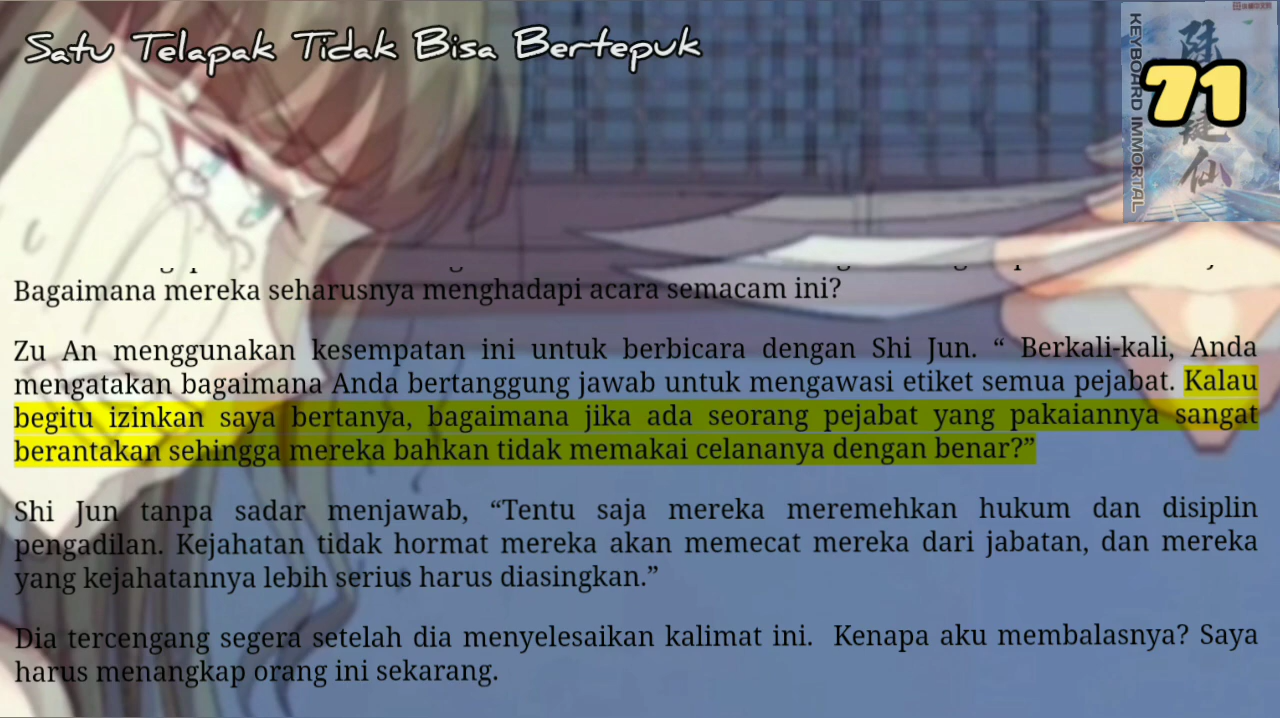 Satu Telapak Tidak Bisa Bertepuk
71
KEYBOARD IMMORTAL
Bagaimana mereka seharusnya menghadapi acara semacam ini?
Zu An menggunakan kesempatan ini untuk berbicara dengan Shi Jun. “ Berkali-kali, Anda
mengatakan bagaimana Anda bertanggung jawab untuk mengawasi etiket semua pejabat. Kalau
begitu izinkan saya bertanya, bagaimana jika ada seorang pejabat yang pakaiannya sangat
berantakan sehingga mereka bahkan tidak memakai celananya dengan benar?”
Shi Jun tanpa sadar menjawab, “Tentu saja mereka meremehkan hukum dan disiplin
pengadilan. Kejahatan tidak hormat mereka akan memecat mereka dari jabatan, dan mereka
yang kejahatannya lebih serius harus diasingkan.”
Dia tercengang segera setelah dia menyelesaikan kalimat ini.  Kenapa aku membalasnya? Saya
harus menangkap orang ini sekarang.